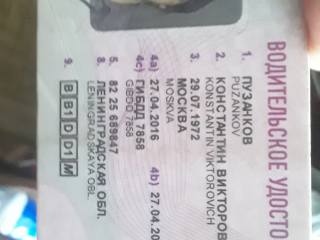 ВОДИТЕЛЬСКОЕ УДОСТО
1. ПУЗАНКОВ
PUZANKOV
2. КОНСТАНТИН ВИКТОРОВ
KONSTANTIN VIKTOROVICH
3. 29.07.1972
МОСКВА
MOSKVA
4a) 27.04.2016 4b) 27.04.20
4c) ГИБДД 7858
GIBDD 7858
5. 82 25 689847
8. ЛЕНИНГРАДСКАЯ ОБЛ.
LENINGRADSKAYA OBL.
9. B B1 D D1 M